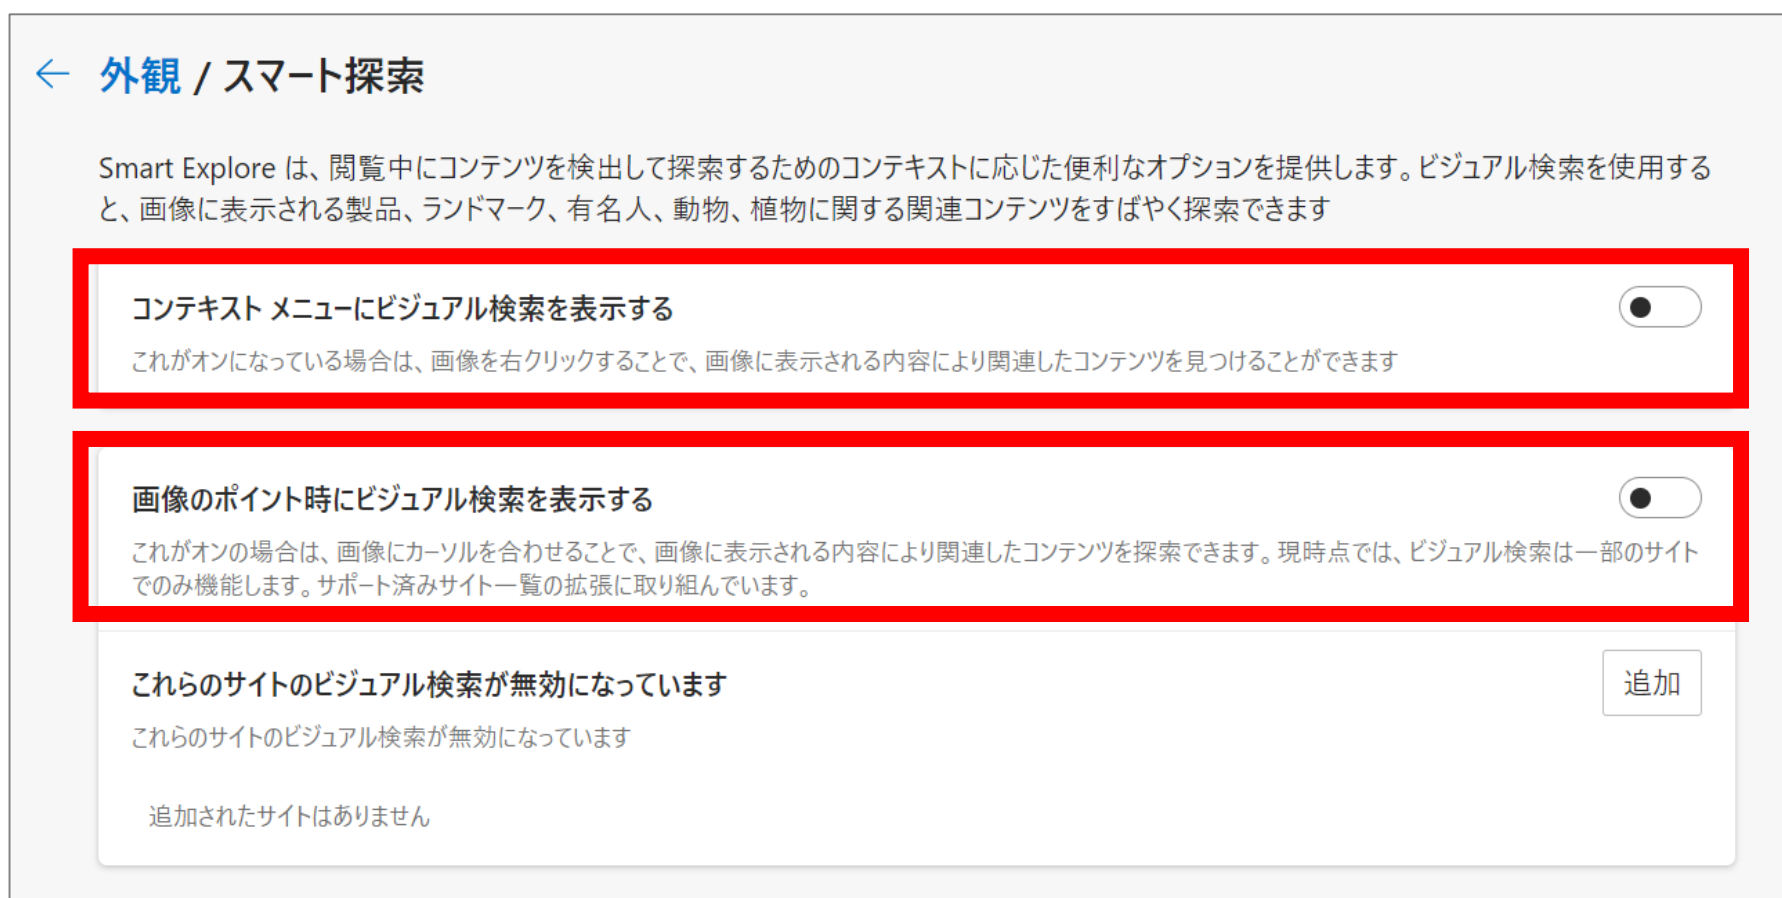 ← 外観 / スマート探索
Smart Explore は、閲覧中にコンテンツを検出して探索するためのコンテキストに応じた便利なオプションを提供します。ビジュアル検索を使用する
と、画像に表示される製品、ランドマーク、有名人、動物、植物に関する関連コンテンツをすばやく探索できます
コンテキスト メニューにビジュアル検索を表示する
これがオンになっている場合は、画像を右クリックすることで、画像に表示される内容により関連したコンテンツを見つけることができます
画像のポイント時にビジュアル検索を表示する
これがオンの場合は、画像にカーソルを合わせることで、画像に表示される内容により関連したコンテンツを探索できます。現時点では、ビジュアル検索は一部のサイト
でのみ機能します。サポート済みサイト一覧の拡張に取り組んでいます。
これらのサイトのビジュアル検索が無効になっています
追加
これらのサイトのビジュアル検索が無効になっています
追加されたサイトはありません